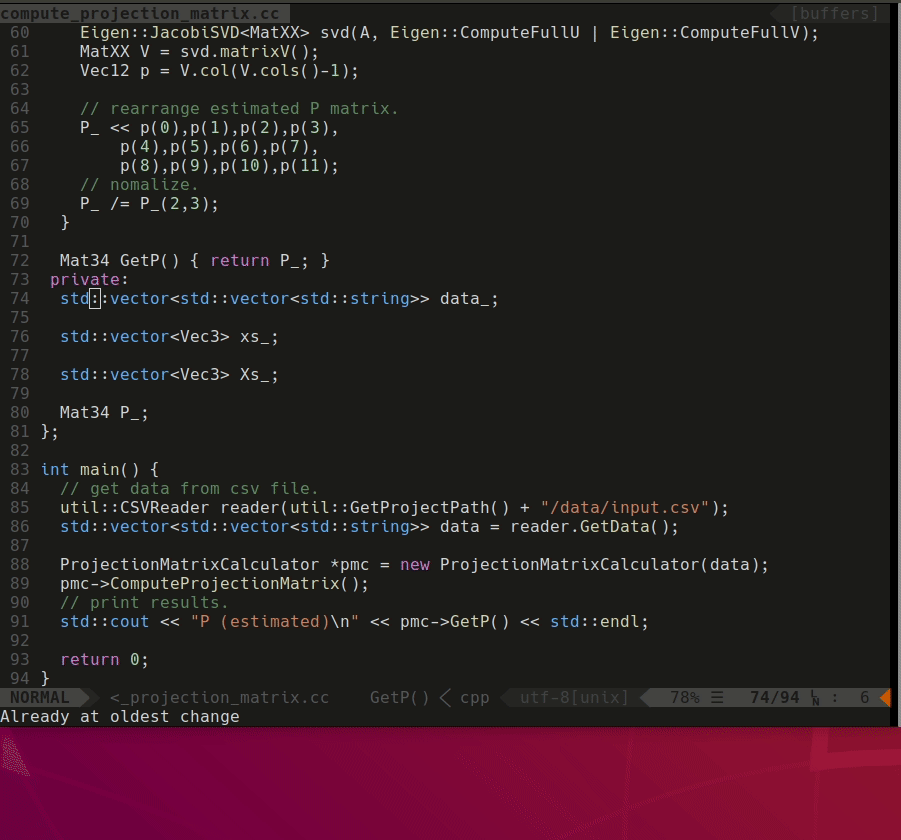 compute_projection_matrix.cc [buffers]
60 Eigen::JacobiSVD<MatXX> svd(A, Eigen::ComputeFullU | Eigen::ComputeFullV);
61 MatXX V = svd.matrixV();
62 Vec12 p = V.col(V.cols()-1);
63
64 // rearrange estimated P matrix.
65 P_ << p(0),p(1),p(2),p(3),
66 p(4),p(5),p(6),p(7),
67 p(8),p(9),p(10),p(11);
68 // nomalize.
69 P_ /= P_(2,3);
70 }
71
72 Mat34 GetP() { return P_; }
73 private:
74 std::vector<std::vector<std::string>> data_;
75
76 std::vector<Vec3> xs_;
77
78 std::vector<Vec3> Xs_;
79
80 Mat34 P_;
81 };
82
83 int main() {
84 // get data from csv file.
85 util::CSVReader reader(util::GetProjectPath() + "/data/input.csv");
86 std::vector<std::vector<std::string>> data = reader.GetData();
87
88 ProjectionMatrixCalculator *pmc = new ProjectionMatrixCalculator(data);
89 pmc->ComputeProjectionMatrix();
90 // print results.
91 std::cout << "P (estimated)\n" << pmc->GetP() << std::endl;
92
93 return 0;
94 }
NORMAL <_projection_matrix.cc GetP() < cpp utf-8[unix] 78% ☰ 74/94 ㏑ : 6
Already at oldest change